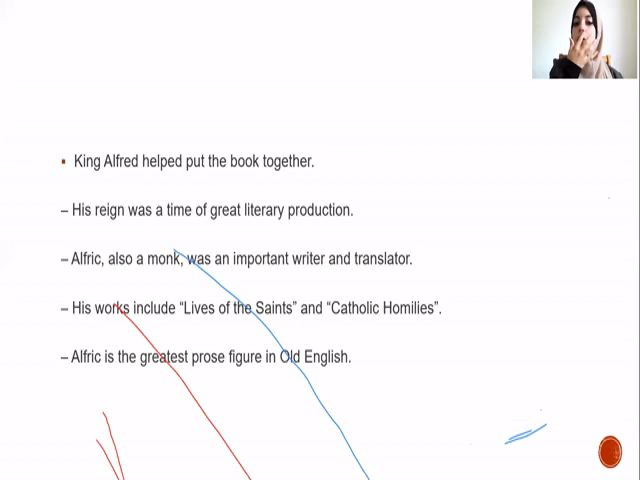 ▪ King Alfred helped put the book together.
– His reign was a time of great literary production.
– Alfric, also a monk, was an important writer and translator.
– His works include “Lives of the Saints” and “Catholic Homilies”.
– Alfric is the greatest prose figure in Old English.